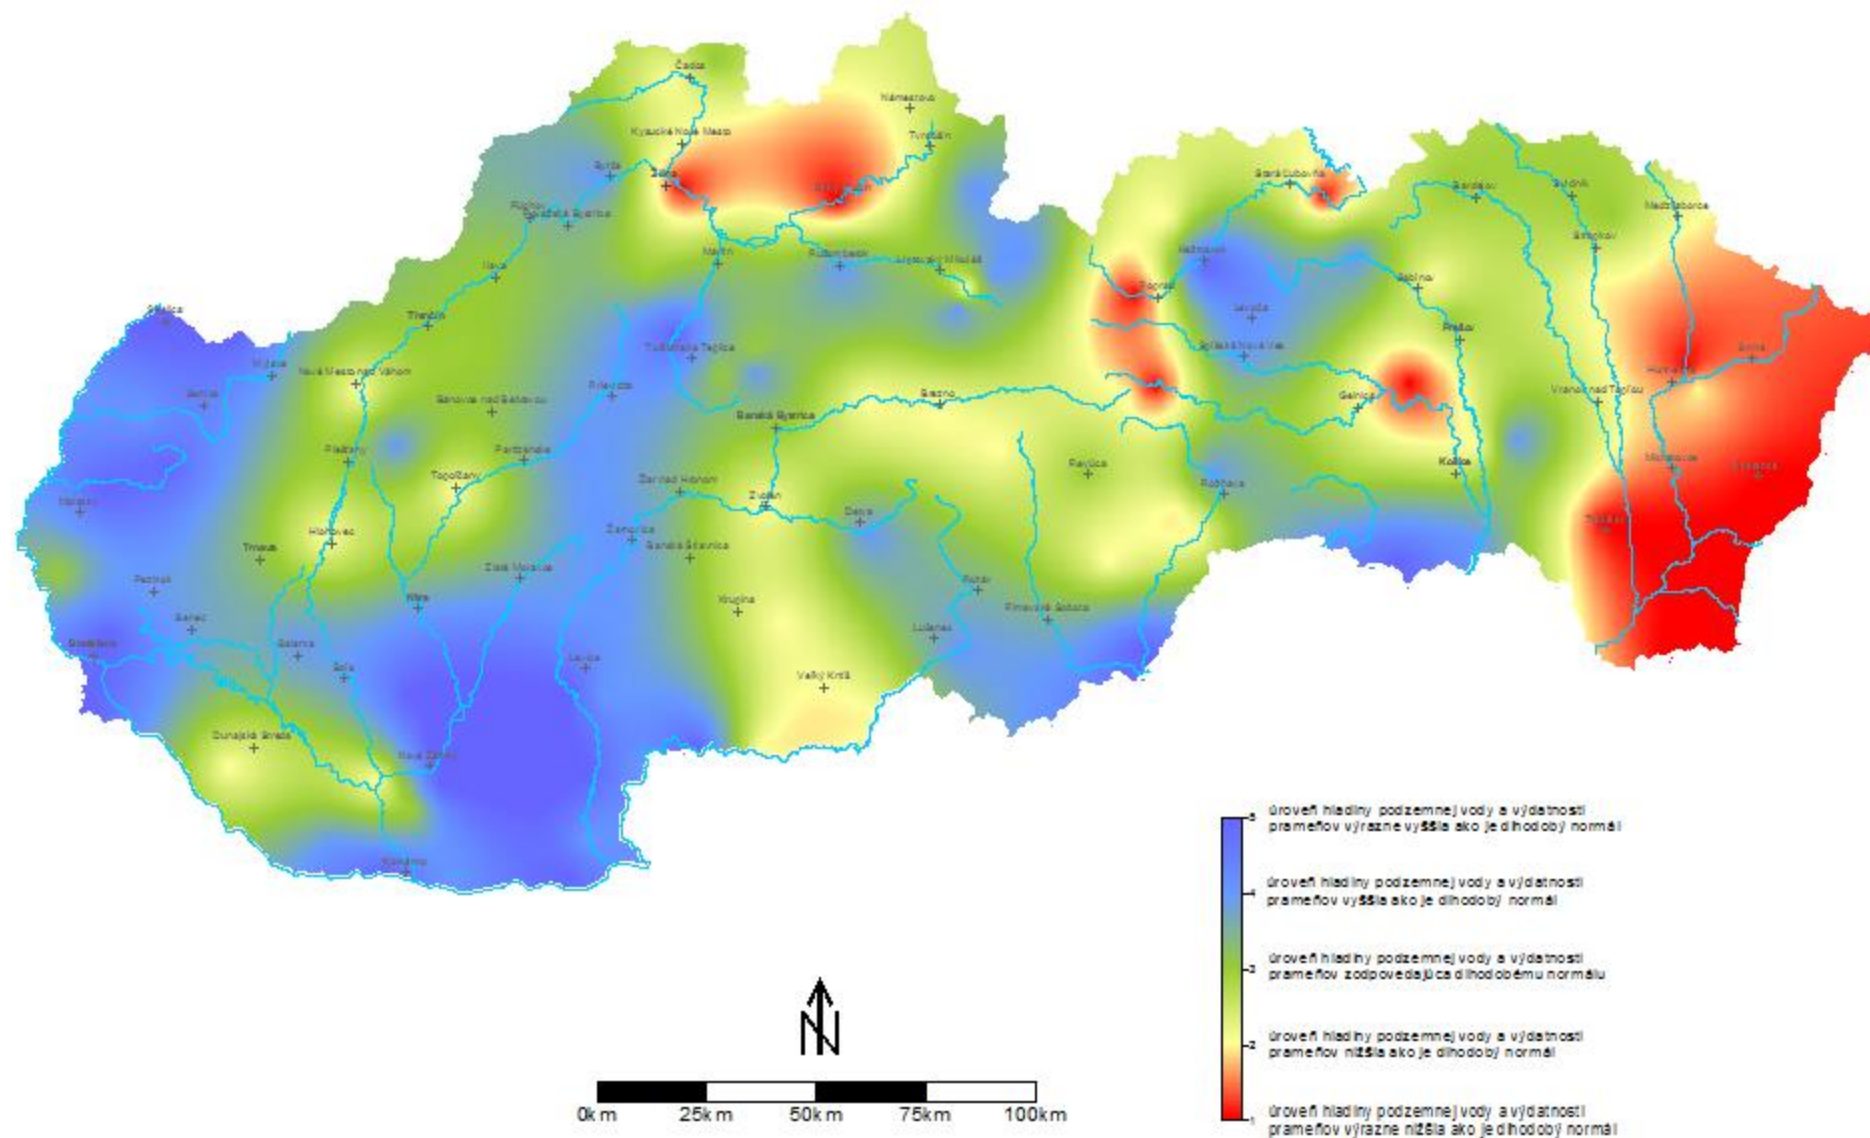 Čadca
Námestovo
Kysucké Nové Mesto
Tvrdošín
Bytča
Žilina
Stará Ľubovňa
Bardejov
Svidník
Medzilaborce
Púchov
Považská Bystrica
Stropkov
Martin
Ružomberok
Liptovský Mikuláš
Kežmarok
Ilava
Sabinov
Poprad
Skalica
Trenčín
Levoča
Prešov
Turčianske Teplice
Spišská Nová Ves
Snina
Myjava
Nové Mesto nad Váhom
Humenné
Senica
Prievidza
Brezno
Gelnica
Vranov nad Topľou
Bánovce nad Bebravou
Banská Bystrica
Piešťany
Partizánske
Michalovce
Topoľčany
Revúca
Košice
Sobrance
Žiar nad Hronom
Rožňava
Zvolen
Malacky
Detva
Trebišov
Hlohovec
Žarnovica
Trnava
Banská Štiavnica
Zlaté Moravce
Pezinok
Poltár
Nitra
Krupina
Rimavská Sobota
Senec
Lučenec
Bratislava
Galanta
Šaľa
Levice
Veľký Krtíš
Dunajská Streda
Nové Zámky
Komárno
5
úroveň hladiny podzemnej vody a výdatnosti
prameňov výrazne vyššia ako je dlhodobý normál
4
úroveň hladiny podzemnej vody a výdatnosti
prameňov vyššia ako je dlhodobý normál
3
úroveň hladiny podzemnej vody a výdatnosti
prameňov zodpovedajúca dlhodobému normálu
2
úroveň hladiny podzemnej vody a výdatnosti
prameňov nižšia ako je dlhodobý normál
1
úroveň hladiny podzemnej vody a výdatnosti
prameňov výrazne nižšia ako je dlhodobý normál
N
0km 25km 50km 75km 100km